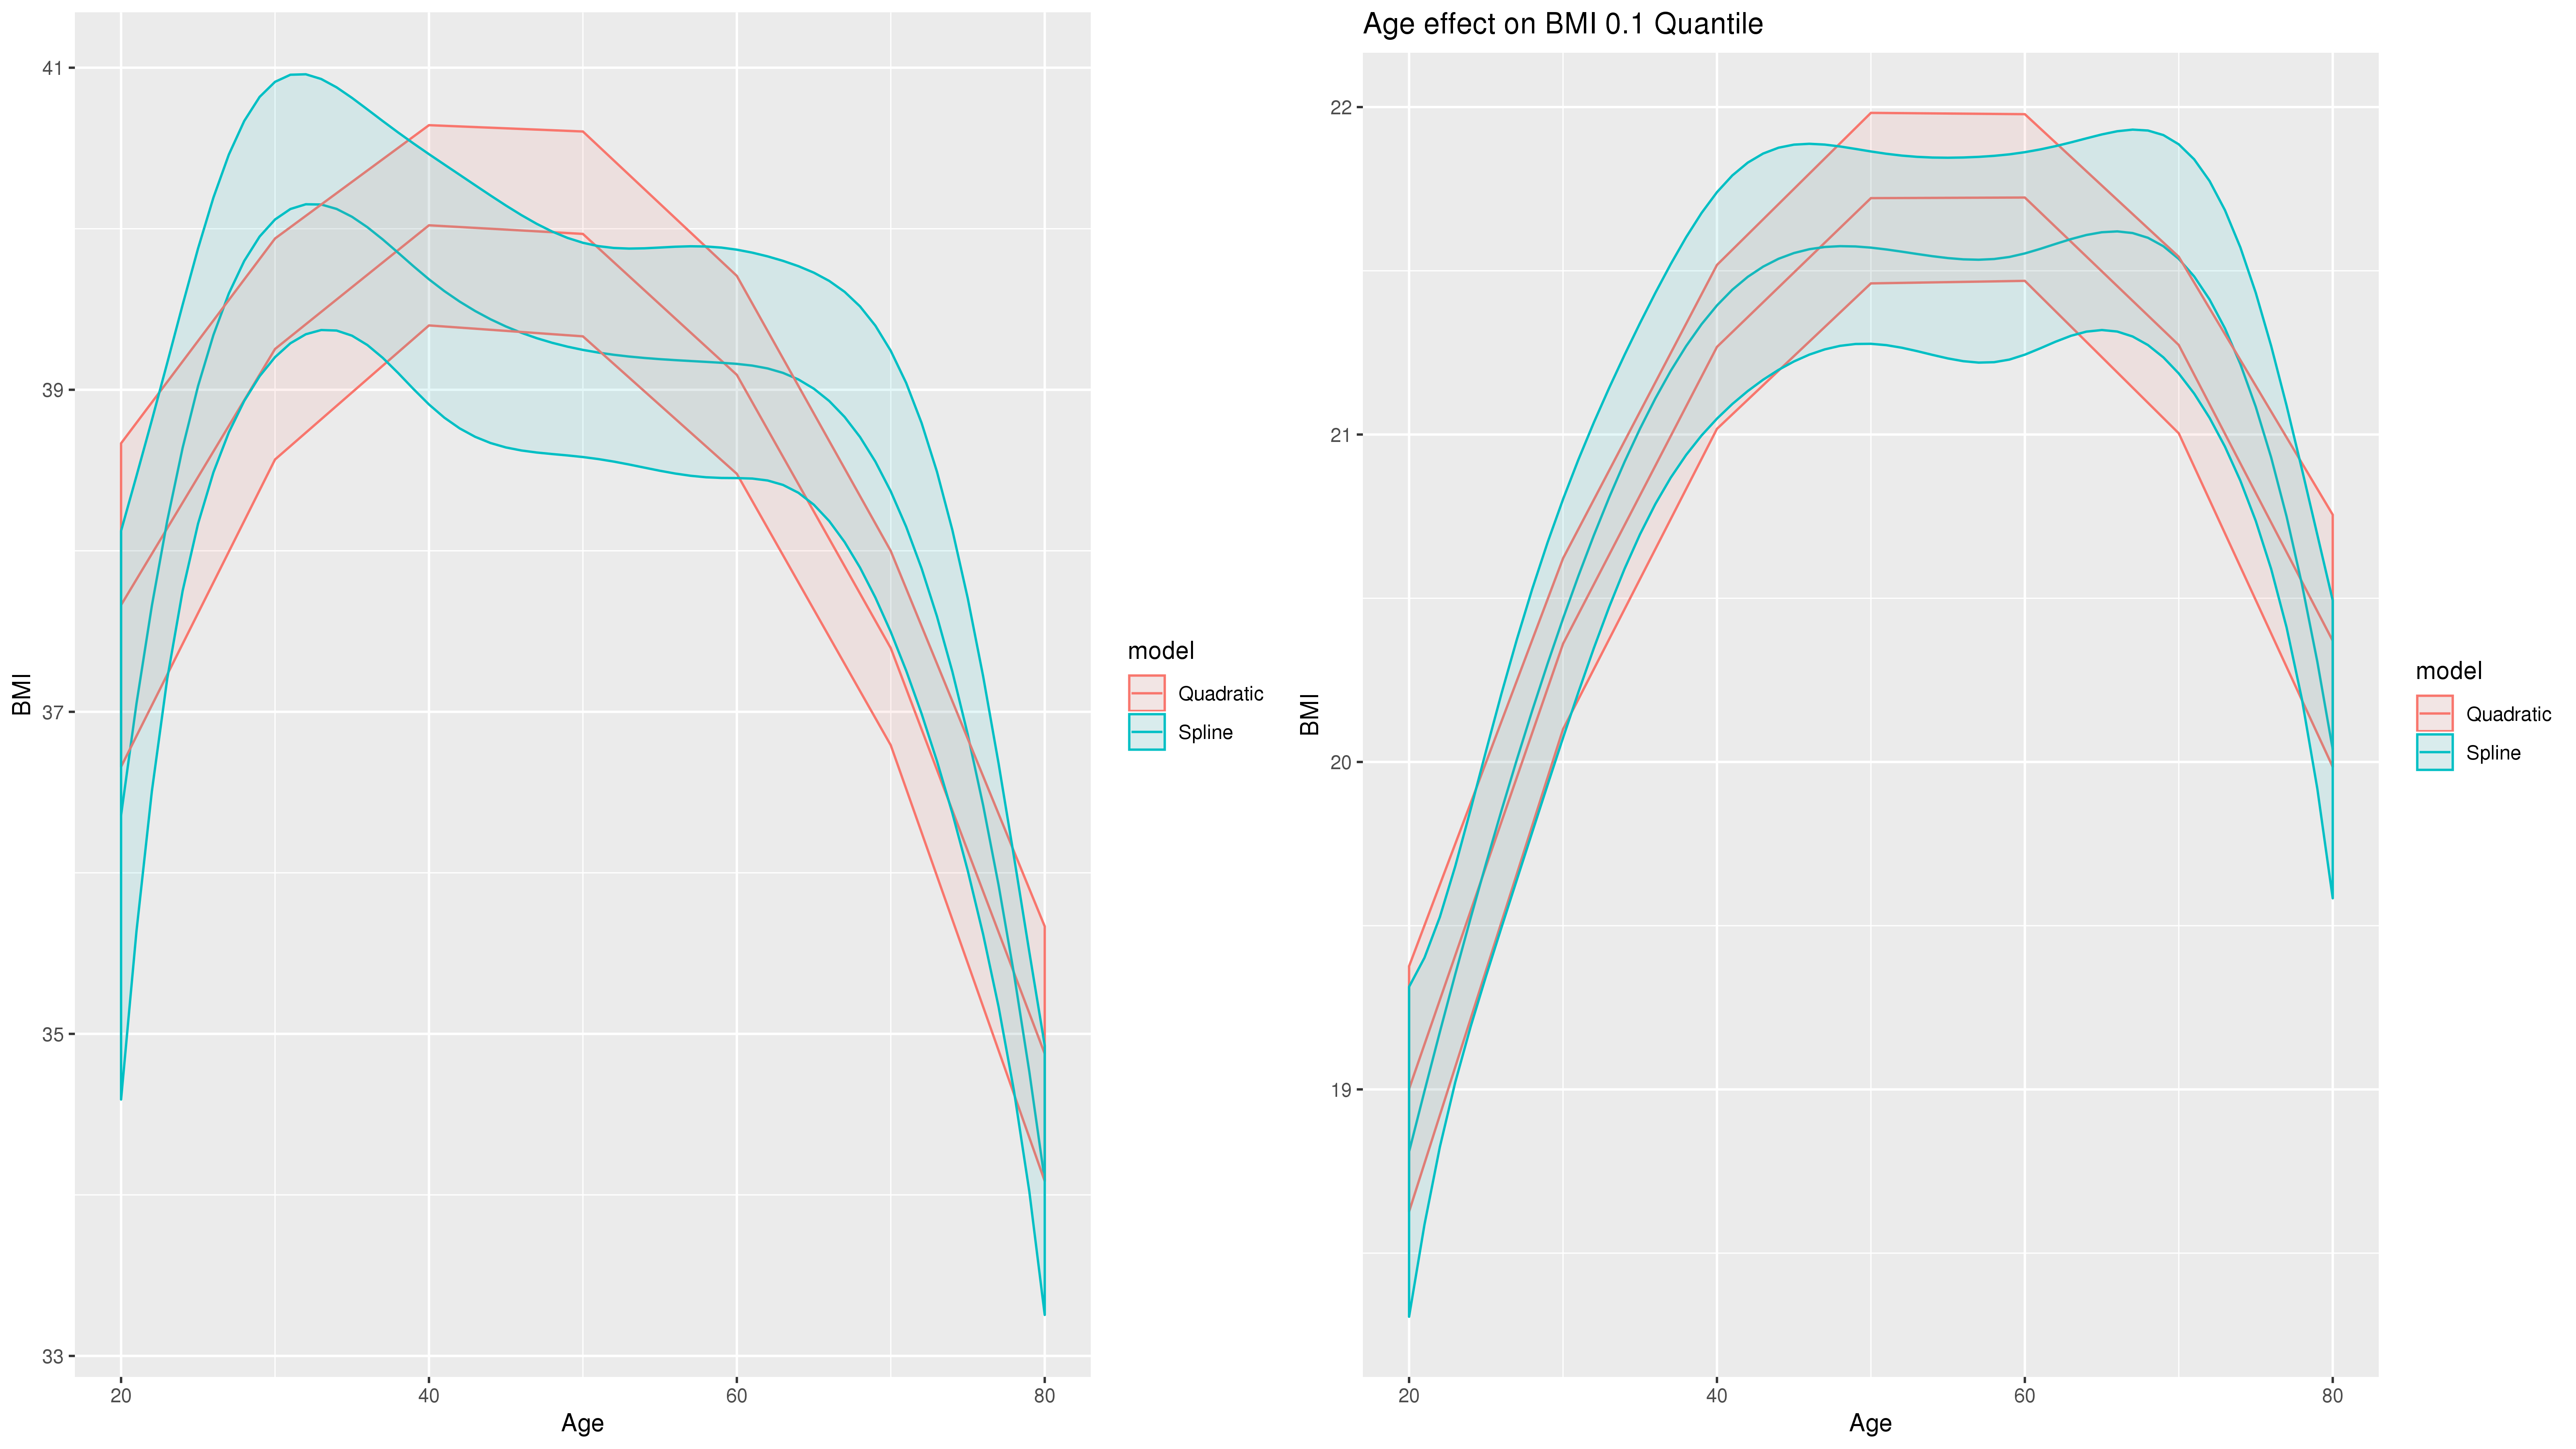 41
39
37
35
33
BMI
20 40 60 80
Age
model
Quadratic
Spline
Age effect on BMI 0.1 Quantile
22
21
20
19
BMI
20 40 60 80
Age
model
Quadratic
Spline